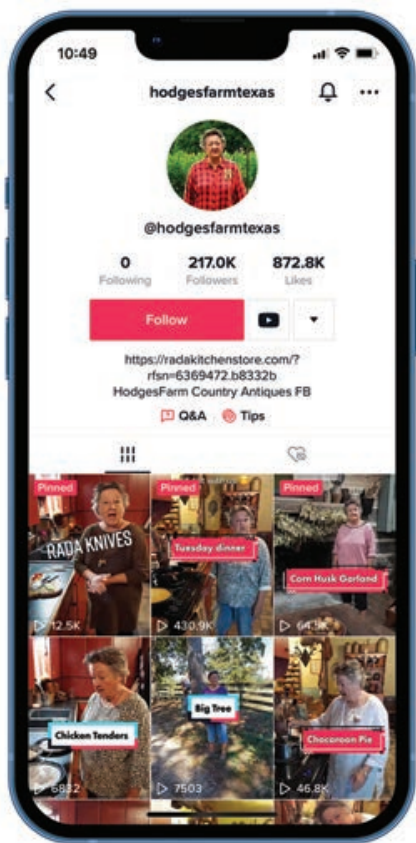 10:49
hodgesfarmtexas
@hodgesfarmtexas
0 217.0K 872.8K
Following Followers Likes
Follow
https://radakitchenstore.com/?
rfsn=6369472.b8332b
HodgesFarm Country Antiques FB
Q&A Tips
Pinned Pinned Pinned
RADA KNIVES
Tuesday dinner
Corn Husk Garland
12.5K 430.9K
Chicken Tenders
Big Tree
Chocoroon Pie
6832 7503 46.8K